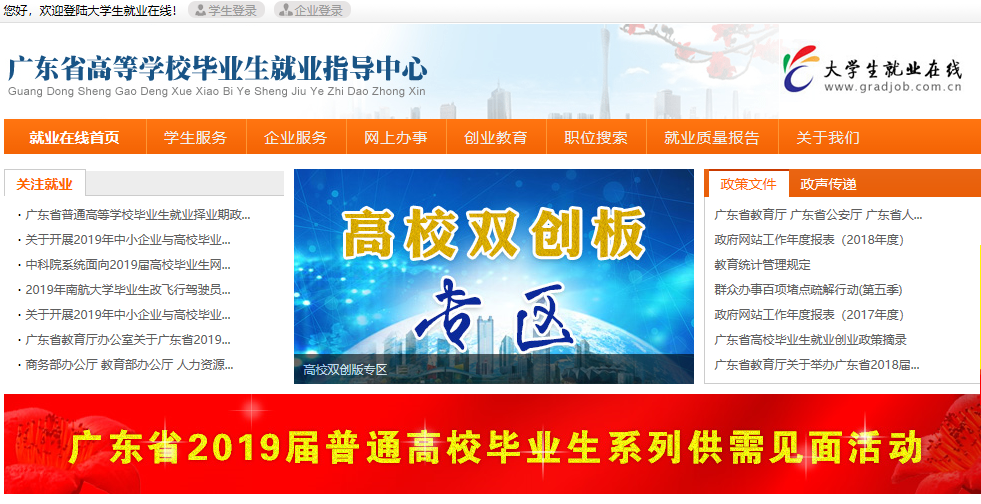 您好，欢迎登陆大学生就业在线！ 学生登录 企业登录
广东省高等学校毕业生就业指导中心
Guang Dong Sheng Gao Deng Xue Xiao Bi Ye Sheng Jiu Ye Zhi Dao Zhong Xin
大学生就业在线
www.gradjob.com.cn
就业在线首页 学生服务 企业服务 网上办事 创业教育 职位搜索 就业质量报告 关于我们
关注就业
· 广东省普通高等学校毕业生就业择业期政...
· 关于开展2019年中小企业与高校毕业...
· 中科院系统面向2019届高校毕业生网...
· 2019年南航大学毕业生改飞行驾驶员...
· 关于开展2019年中小企业与高校毕业...
· 广东省教育厅办公室关于广东省2019...
· 商务部办公厅 教育部办公厅 人力资源...
高校双创板
专区
高校双创版专区
政策文件 政声传递
广东省教育厅 广东省公安厅 广东省人...
政府网站工作年度报表（2018年度）
教育统计管理规定
群众办事百项堵点疏解行动(第五季)
政府网站工作年度报表（2017年度）
广东省高校毕业生就业创业政策摘录
广东省教育厅关于举办广东省2018届...
广东省2019届普通高校毕业生系列供需见面活动